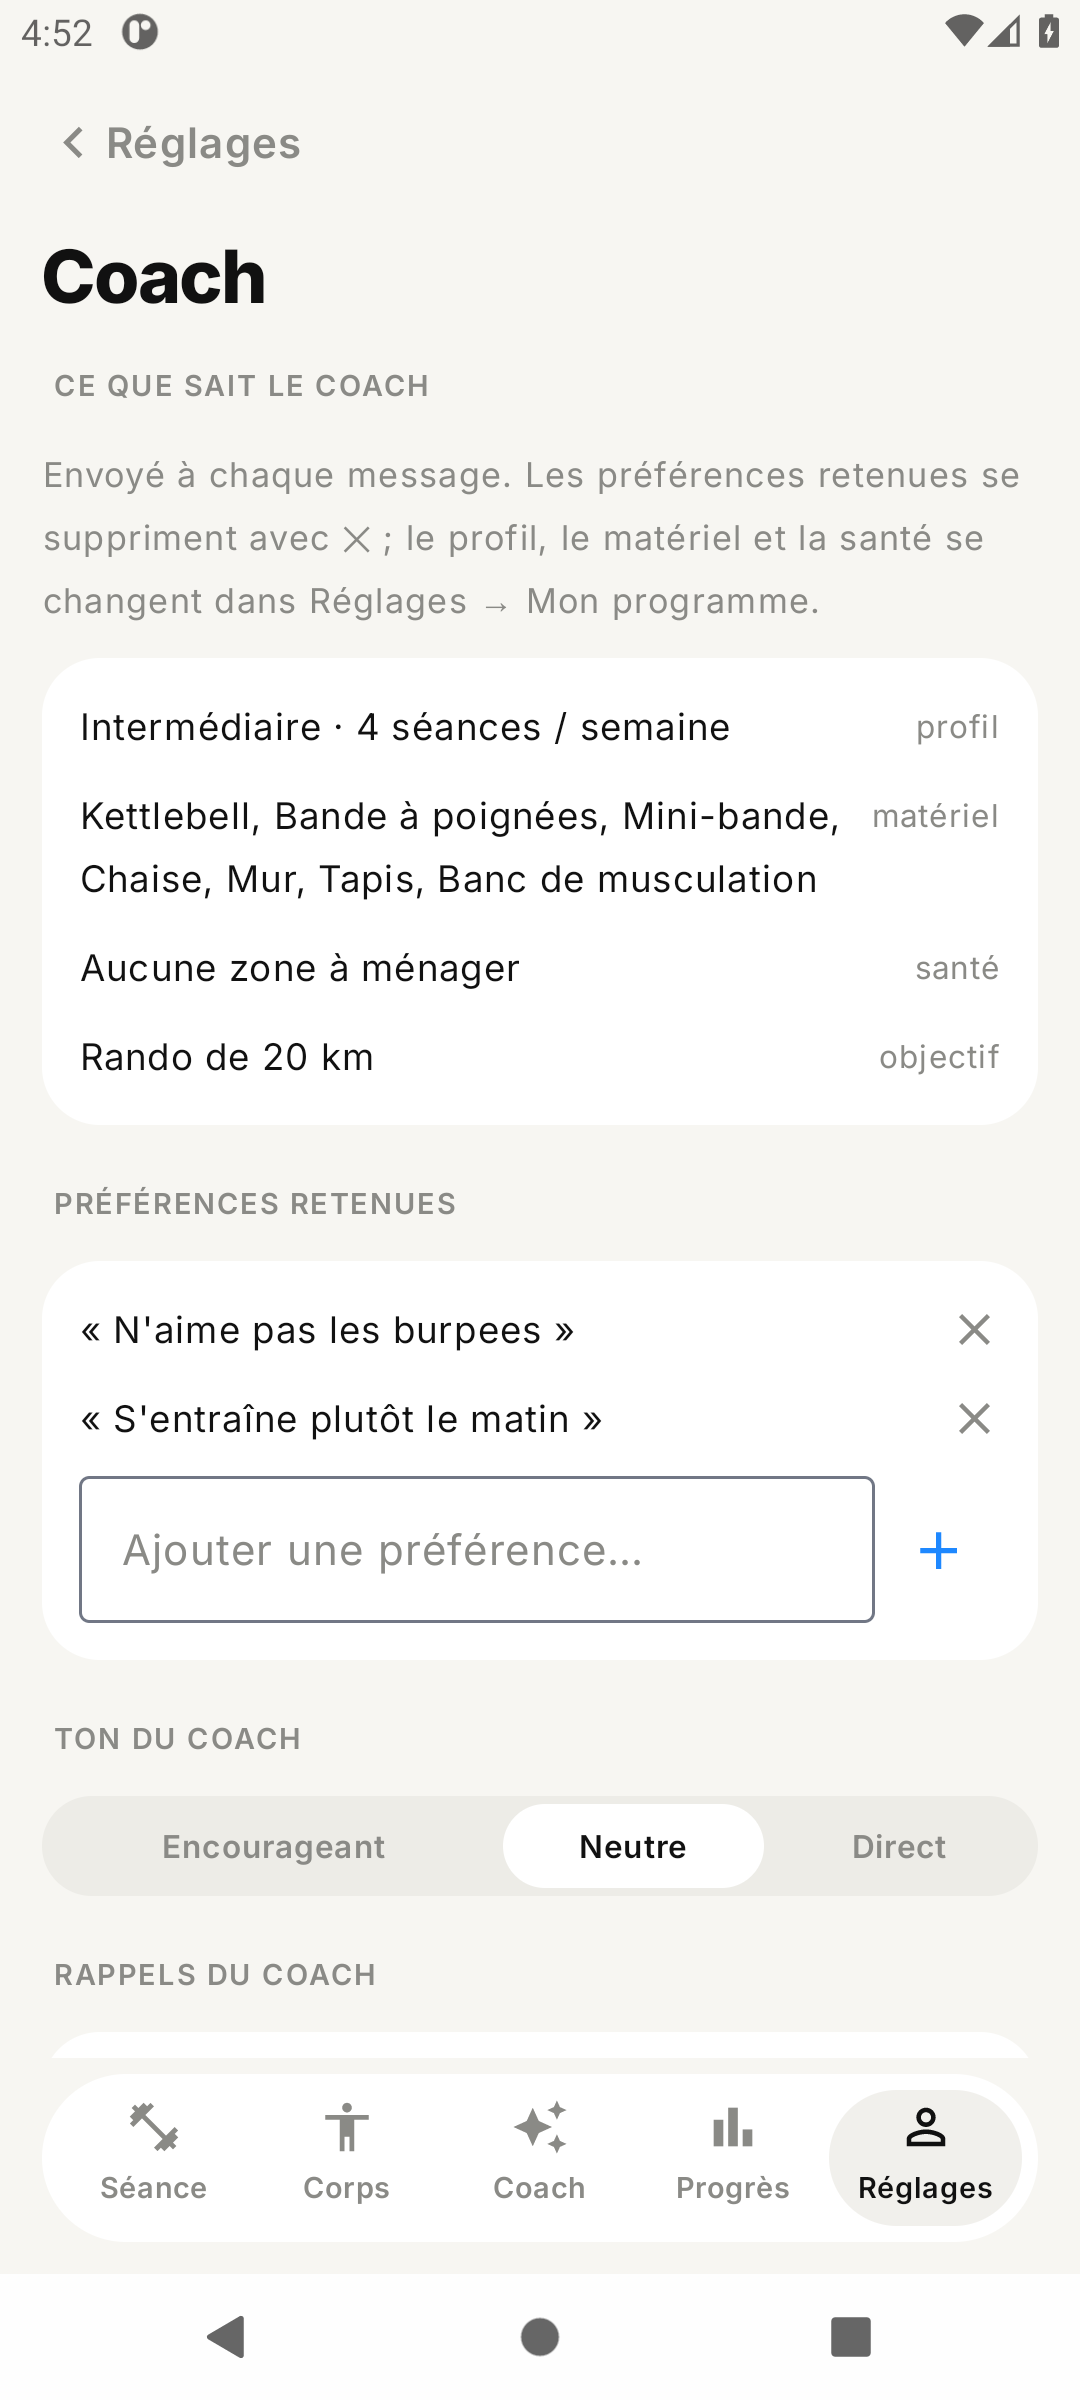 4:52
Réglages
Coach
CE QUE SAIT LE COACH
Envoyé à chaque message. Les préférences retenues se
suppriment avec ✕ ; le profil, le matériel et la santé se
changent dans Réglages → Mon programme.
Intermédiaire · 4 séances / semaine profil
Kettlebell, Bande à poignées, Mini-bande, matériel
Chaise, Mur, Tapis, Banc de musculation
Aucune zone à ménager santé
Rando de 20 km objectif
PRÉFÉRENCES RETENUES
« N'aime pas les burpees »
« S'entraîne plutôt le matin »
Ajouter une préférence...
TON DU COACH
Encourageant Neutre Direct
RAPPELS DU COACH
Séance Corps Coach Progrès Réglages